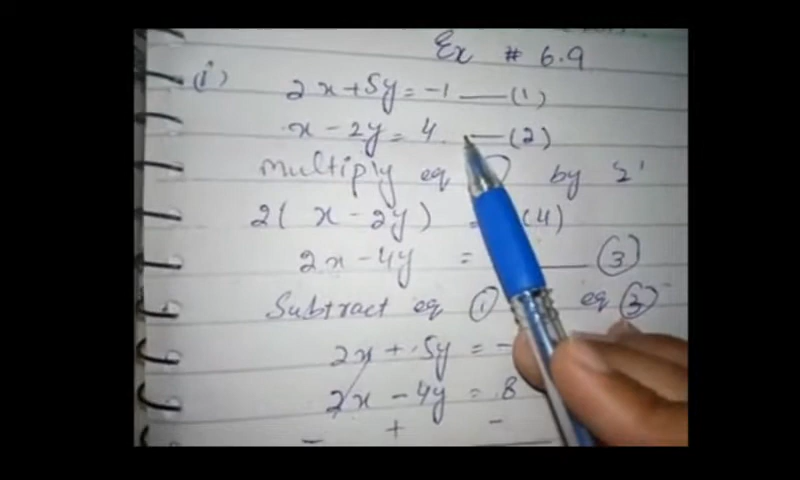 Ex # 6.9
(i) 2x+5y=-1 —(1)
x-2y=4 —(2)
Multiply eq by 2'
2( x-2y) = (4)
2x-4y = — ③
Subtract eq ① eq ③
2x+5y=-
2x-4y=8
- + -